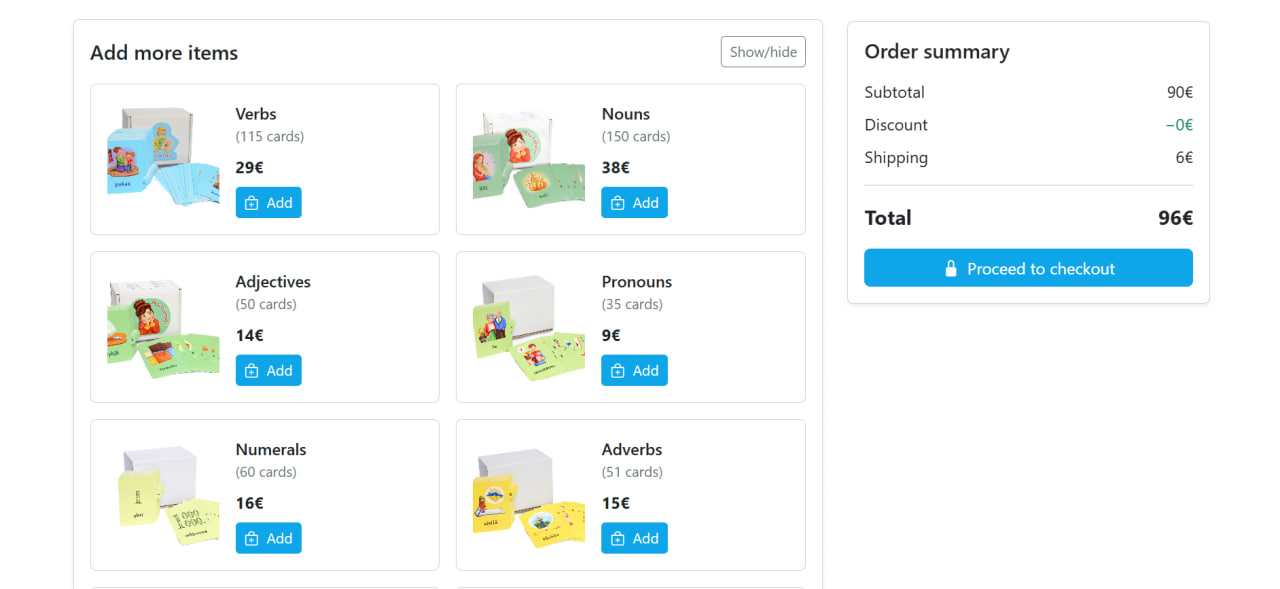 Add more items
Show/hide
Verbs
(115 cards)
29€
Add
Nouns
(150 cards)
38€
Add
Adjectives
(50 cards)
14€
Add
Pronouns
(35 cards)
9€
Add
Numerals
(60 cards)
16€
Add
Adverbs
(51 cards)
15€
Add
Order summary
Subtotal 90€
Discount −0€
Shipping 6€
Total 96€
Proceed to checkout